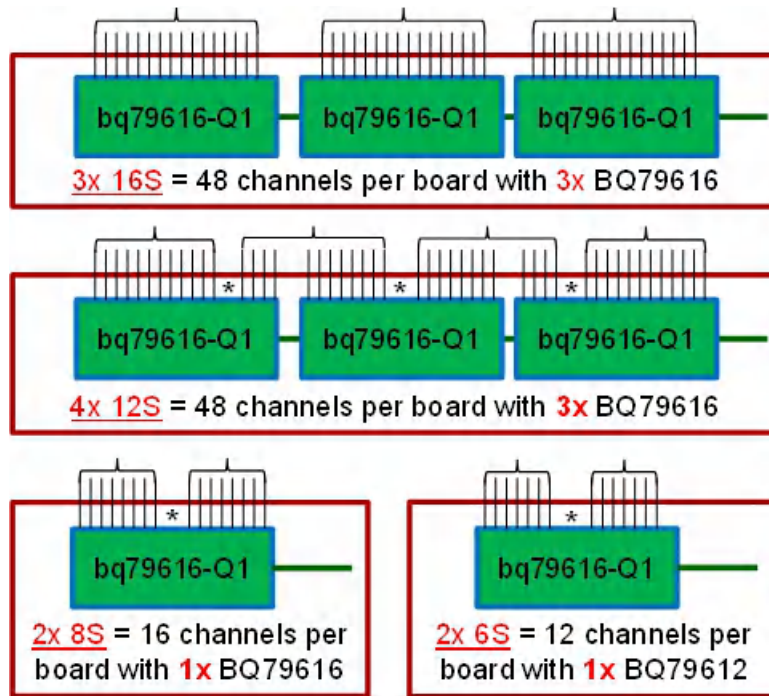 bq79616-Q1 bq79616-Q1 bq79616-Q1
3x 16S = 48 channels per board with 3x BQ79616
* * *
bq79616-Q1 bq79616-Q1 bq79616-Q1
4x 12S = 48 channels per board with 3x BQ79616
*
bq79616-Q1
2x 8S = 16 channels per
board with 1x BQ79616
*
bq79616-Q1
2x 6S = 12 channels per
board with 1x BQ79612